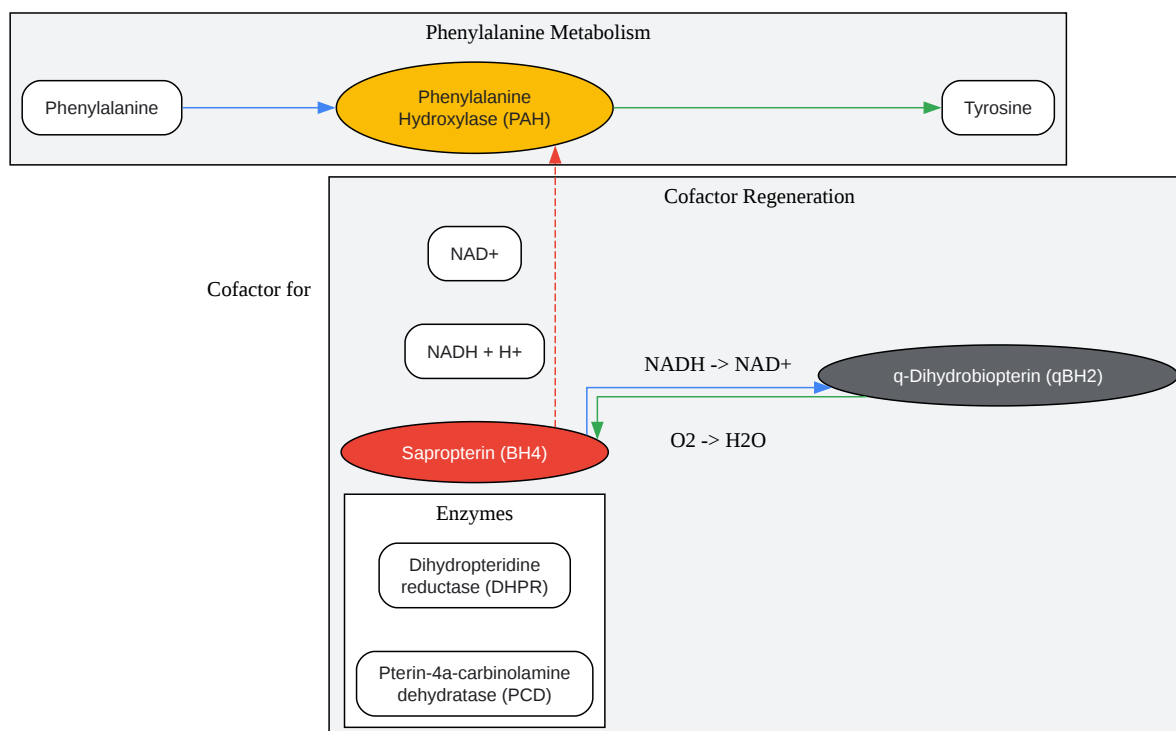 Phenylalanine Metabolism
Phenylalanine
Phenylalanine
Hydroxylase (PAH)
Tyrosine
Cofactor Regeneration
NAD+
Cofactor for
NADH + H+
NADH -> NAD+
q-Dihydrobiopterin (qBH2)
O2 -> H2O
Sapropterin (BH4)
Enzymes
Dihydropteridine
reductase (DHPR)
Pterin-4a-carbinolamine
dehydratase (PCD)